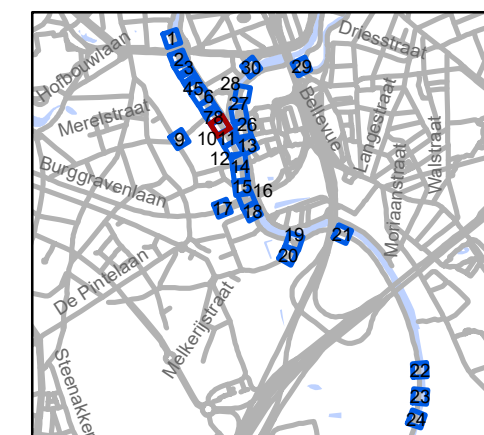 1
Driesstraat
Hofbouwlaan
2
3
30
29
28
4
5
6
27
Bellevue
Merelstraat
7
8
26
Langestraat
Walstraat
9
10
11
13
12
Burggravenlaan
14
15
16
17
18
Moriaanstraat
19
21
20
De Pintelaan
Melkerijstraat
Steenakker
22
23
24